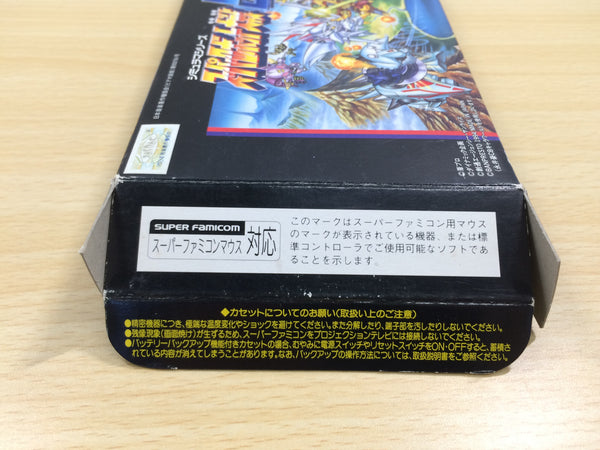 シミュラマシリーズ
SUPER FAMICOM
スーパーファミコンマウス 対応
このマークはスーパーファミコン用マウス
のマークが表示されている機器、または標
準コントローラでご使用可能なソフトであ
ることを示します。
◆カセットについてのお願い(取扱い上のご注意)
●精密機器につき、極端な温度変化やショックを避けてください。また分解したり、端子部を汚したりしないでください。
●残像現象(画面焼け)が生ずるため、スーパーファミコンをプロジェクションテレビには接続しないでください。
●バッテリーバックアップ機能付きカセットの場合、むやみに電源スイッチやリセットスイッチをON・OFFすると、蓄積さ
れている内容が消えてしまうことがあります。なお、バックアップの操作方法については、取扱説明書をご参照ください。